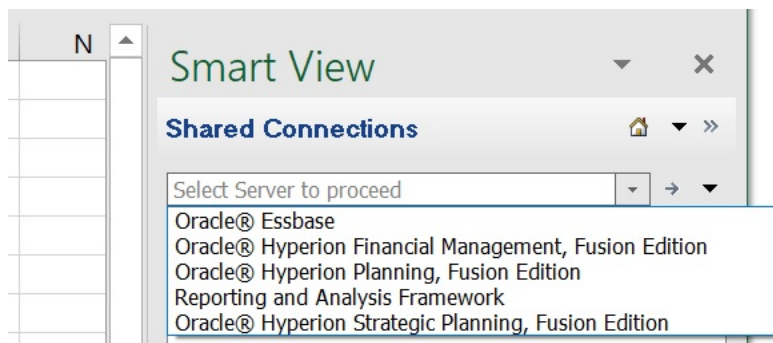 N
Smart View
Shared Connections
Select Server to proceed
Oracle® Essbase
Oracle® Hyperion Financial Management, Fusion Edition
Oracle® Hyperion Planning, Fusion Edition
Reporting and Analysis Framework
Oracle® Hyperion Strategic Planning, Fusion Edition